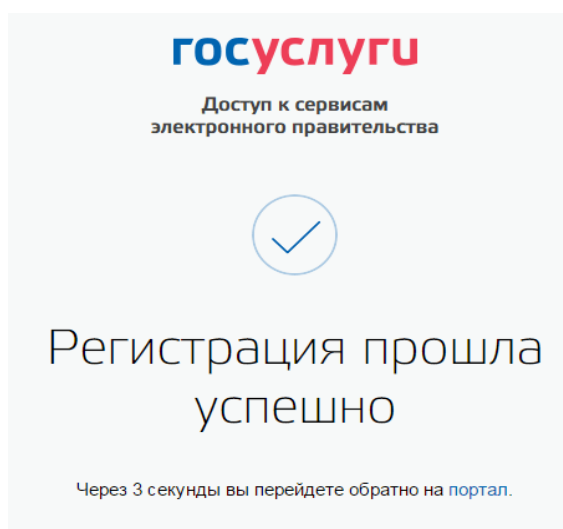 госуслуги
Доступ к сервисам
электронного правительства
Регистрация прошла
успешно
Через 3 секунды вы перейдете обратно на портал.